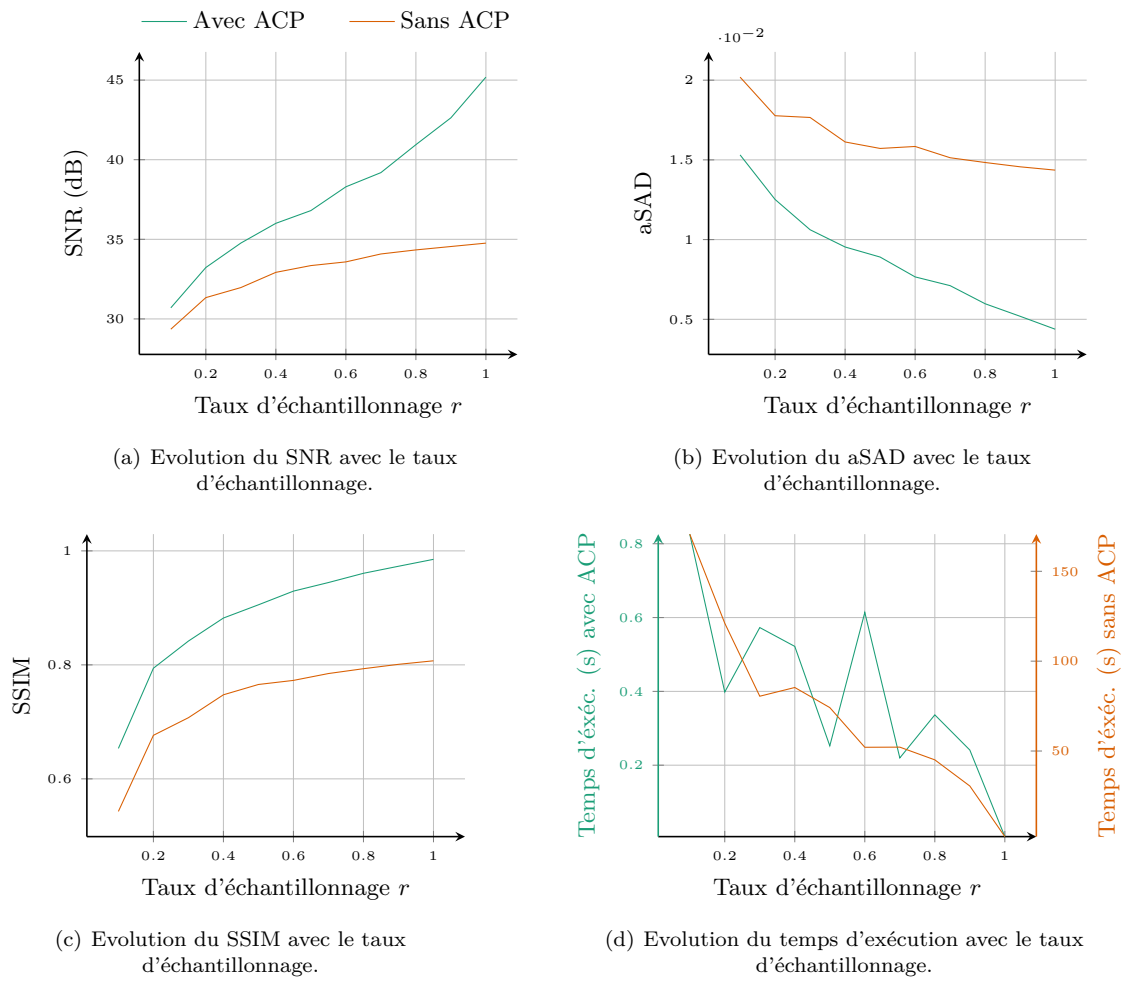 Avec ACP
Sans ACP
45
40
35
30
SNR (dB)
0.2
0.4
0.6
0.8
1
Taux d'échantillonnage r
(a) Evolution du SNR avec le taux
d'échantillonnage.
·10−2
2
1.5
1
0.5
aSAD
0.2
0.4
0.6
0.8
1
Taux d'échantillonnage r
(b) Evolution du aSAD avec le taux
d'échantillonnage.
1
0.8
0.6
SSIM
0.2
0.4
0.6
0.8
1
Taux d'échantillonnage r
(c) Evolution du SSIM avec le taux
d'échantillonnage.
Temps d'éxéc. (s) avec ACP
0.8
0.6
0.4
0.2
150
100
50
Temps d'éxéc. (s) sans ACP
0.2
0.4
0.6
0.8
1
Taux d'échantillonnage r
(d) Evolution du temps d'exécution avec le taux
d'échantillonnage.